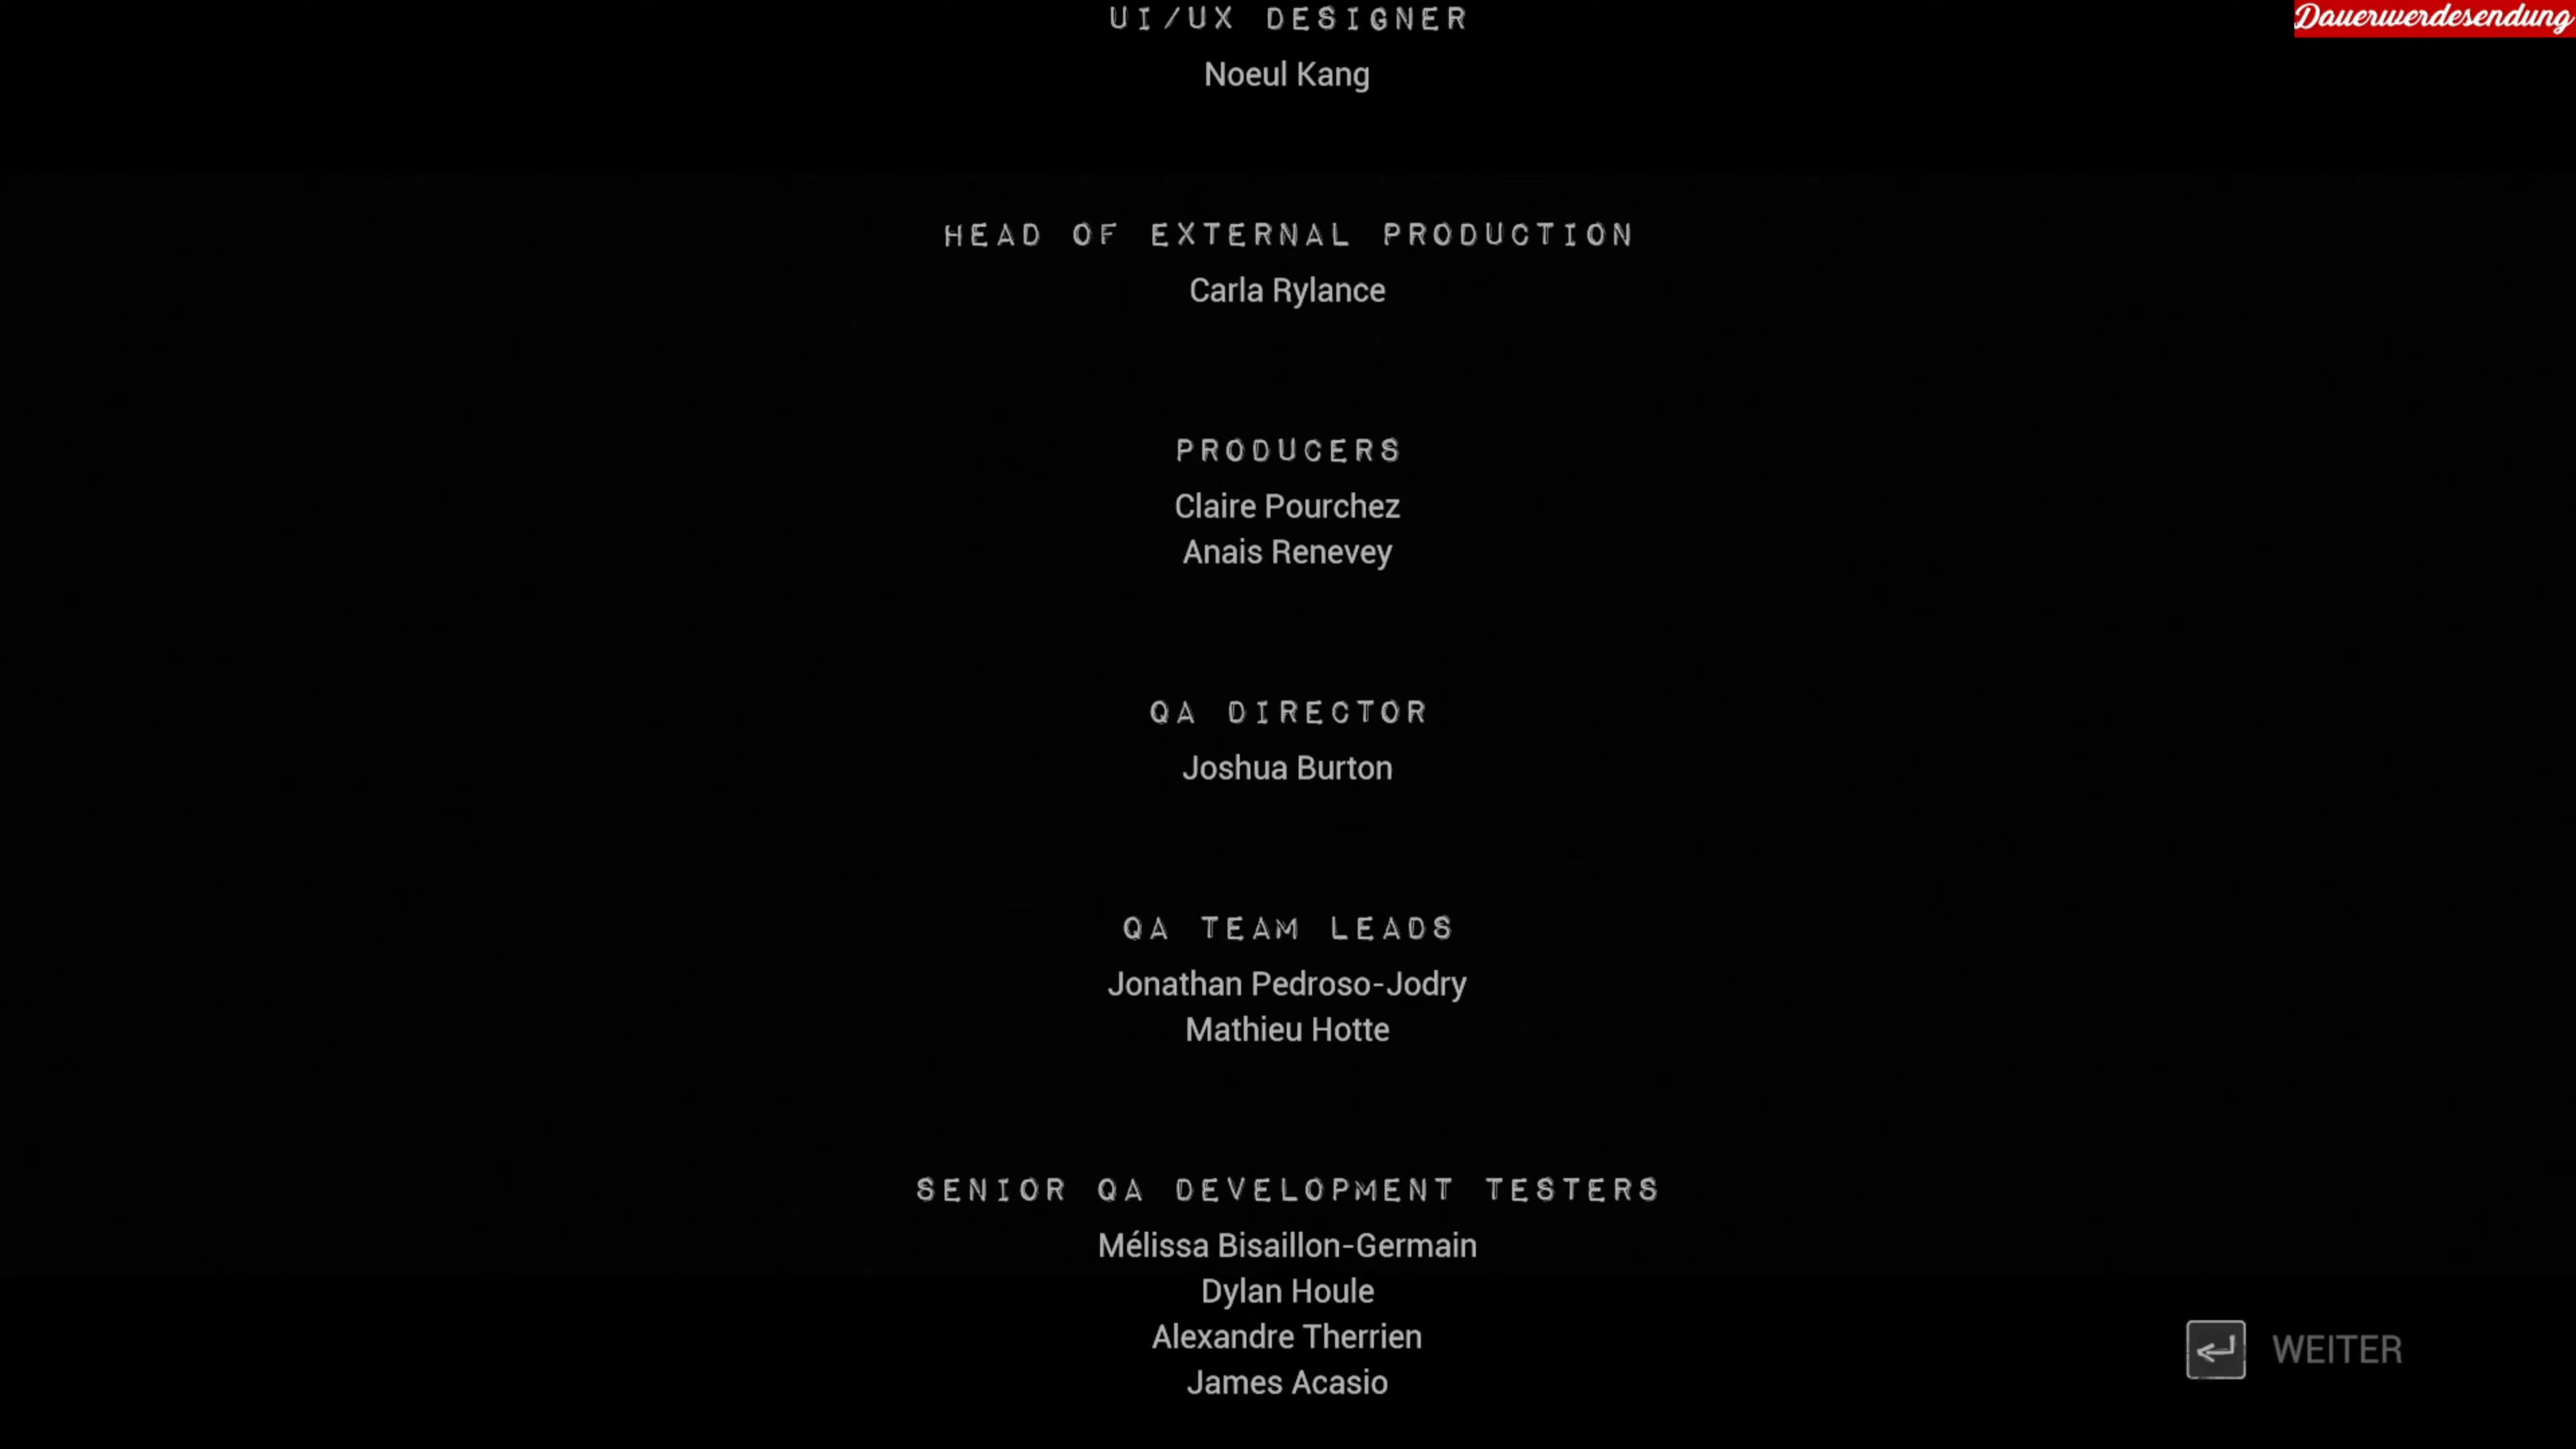 UI/UX DESIGNER
Dauerwerdesendung
Noeul Kang
HEAD OF EXTERNAL PRODUCTION
Carla Rylance
PRODUCERS
Claire Pourchez
Anais Renevey
QA DIRECTOR
Joshua Burton
QA TEAM LEADS
Jonathan Pedroso-Jodry
Mathieu Hotte
SENIOR QA DEVELOPMENT TESTERS
Mélissa Bisaillon-Germain
Dylan Houle
Alexandre Therrien
James Acasio
WEITER